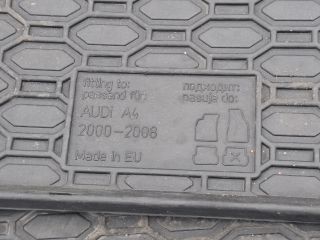 fitting to: подходит:
passend für: pasuje do:
AUDI A4
2000-2008
Made in EU